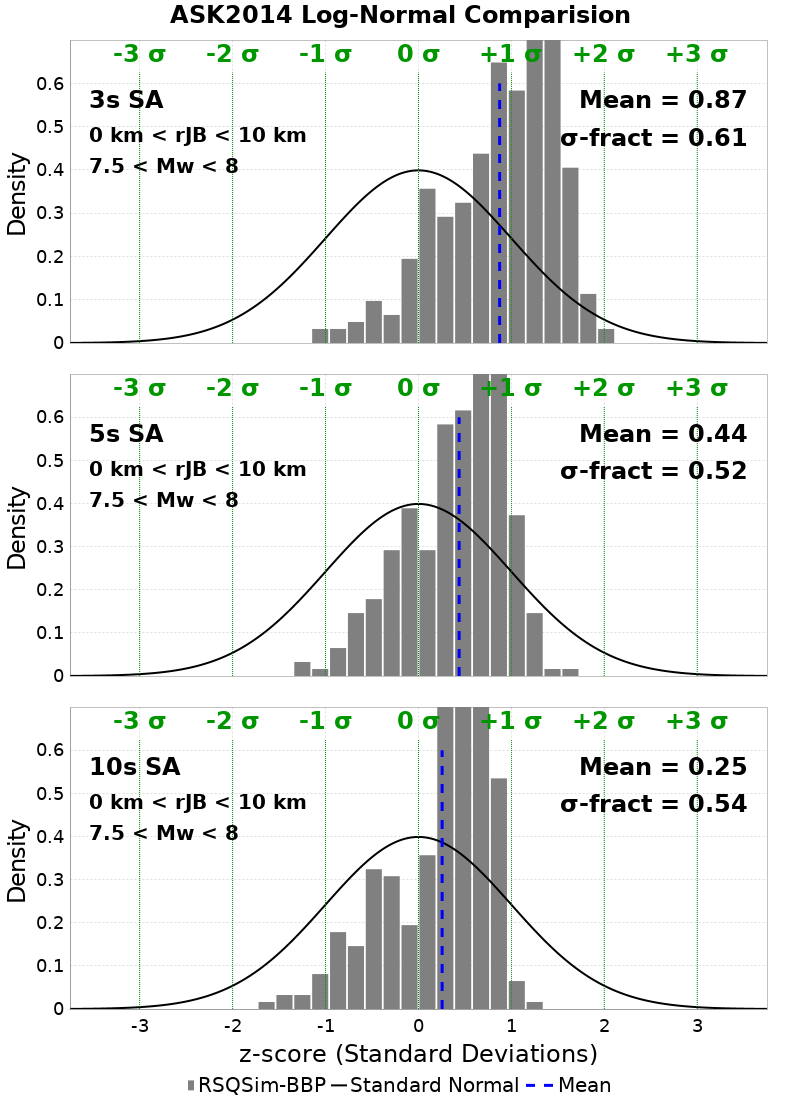 ASK2014 Log-Normal Comparision
-3 σ -2 σ -1 σ 0 σ +1 σ +2 σ +3 σ
3s SA
0 km < rJB < 10 km
7.5 < Mw < 8
Mean = 0.87
σ-fract = 0.61
Density
0.6
0.5
0.4
0.3
0.2
0.1
0
-3 σ -2 σ -1 σ 0 σ +1 σ +2 σ +3 σ
5s SA
0 km < rJB < 10 km
7.5 < Mw < 8
Mean = 0.44
σ-fract = 0.52
Density
0.6
0.5
0.4
0.3
0.2
0.1
0
-3 σ -2 σ -1 σ 0 σ +1 σ +2 σ +3 σ
10s SA
0 km < rJB < 10 km
7.5 < Mw < 8
Mean = 0.25
σ-fract = 0.54
Density
0.6
0.5
0.4
0.3
0.2
0.1
0
-3 -2 -1 0 1 2 3
z-score (Standard Deviations)
RSQSim-BBP Standard Normal Mean